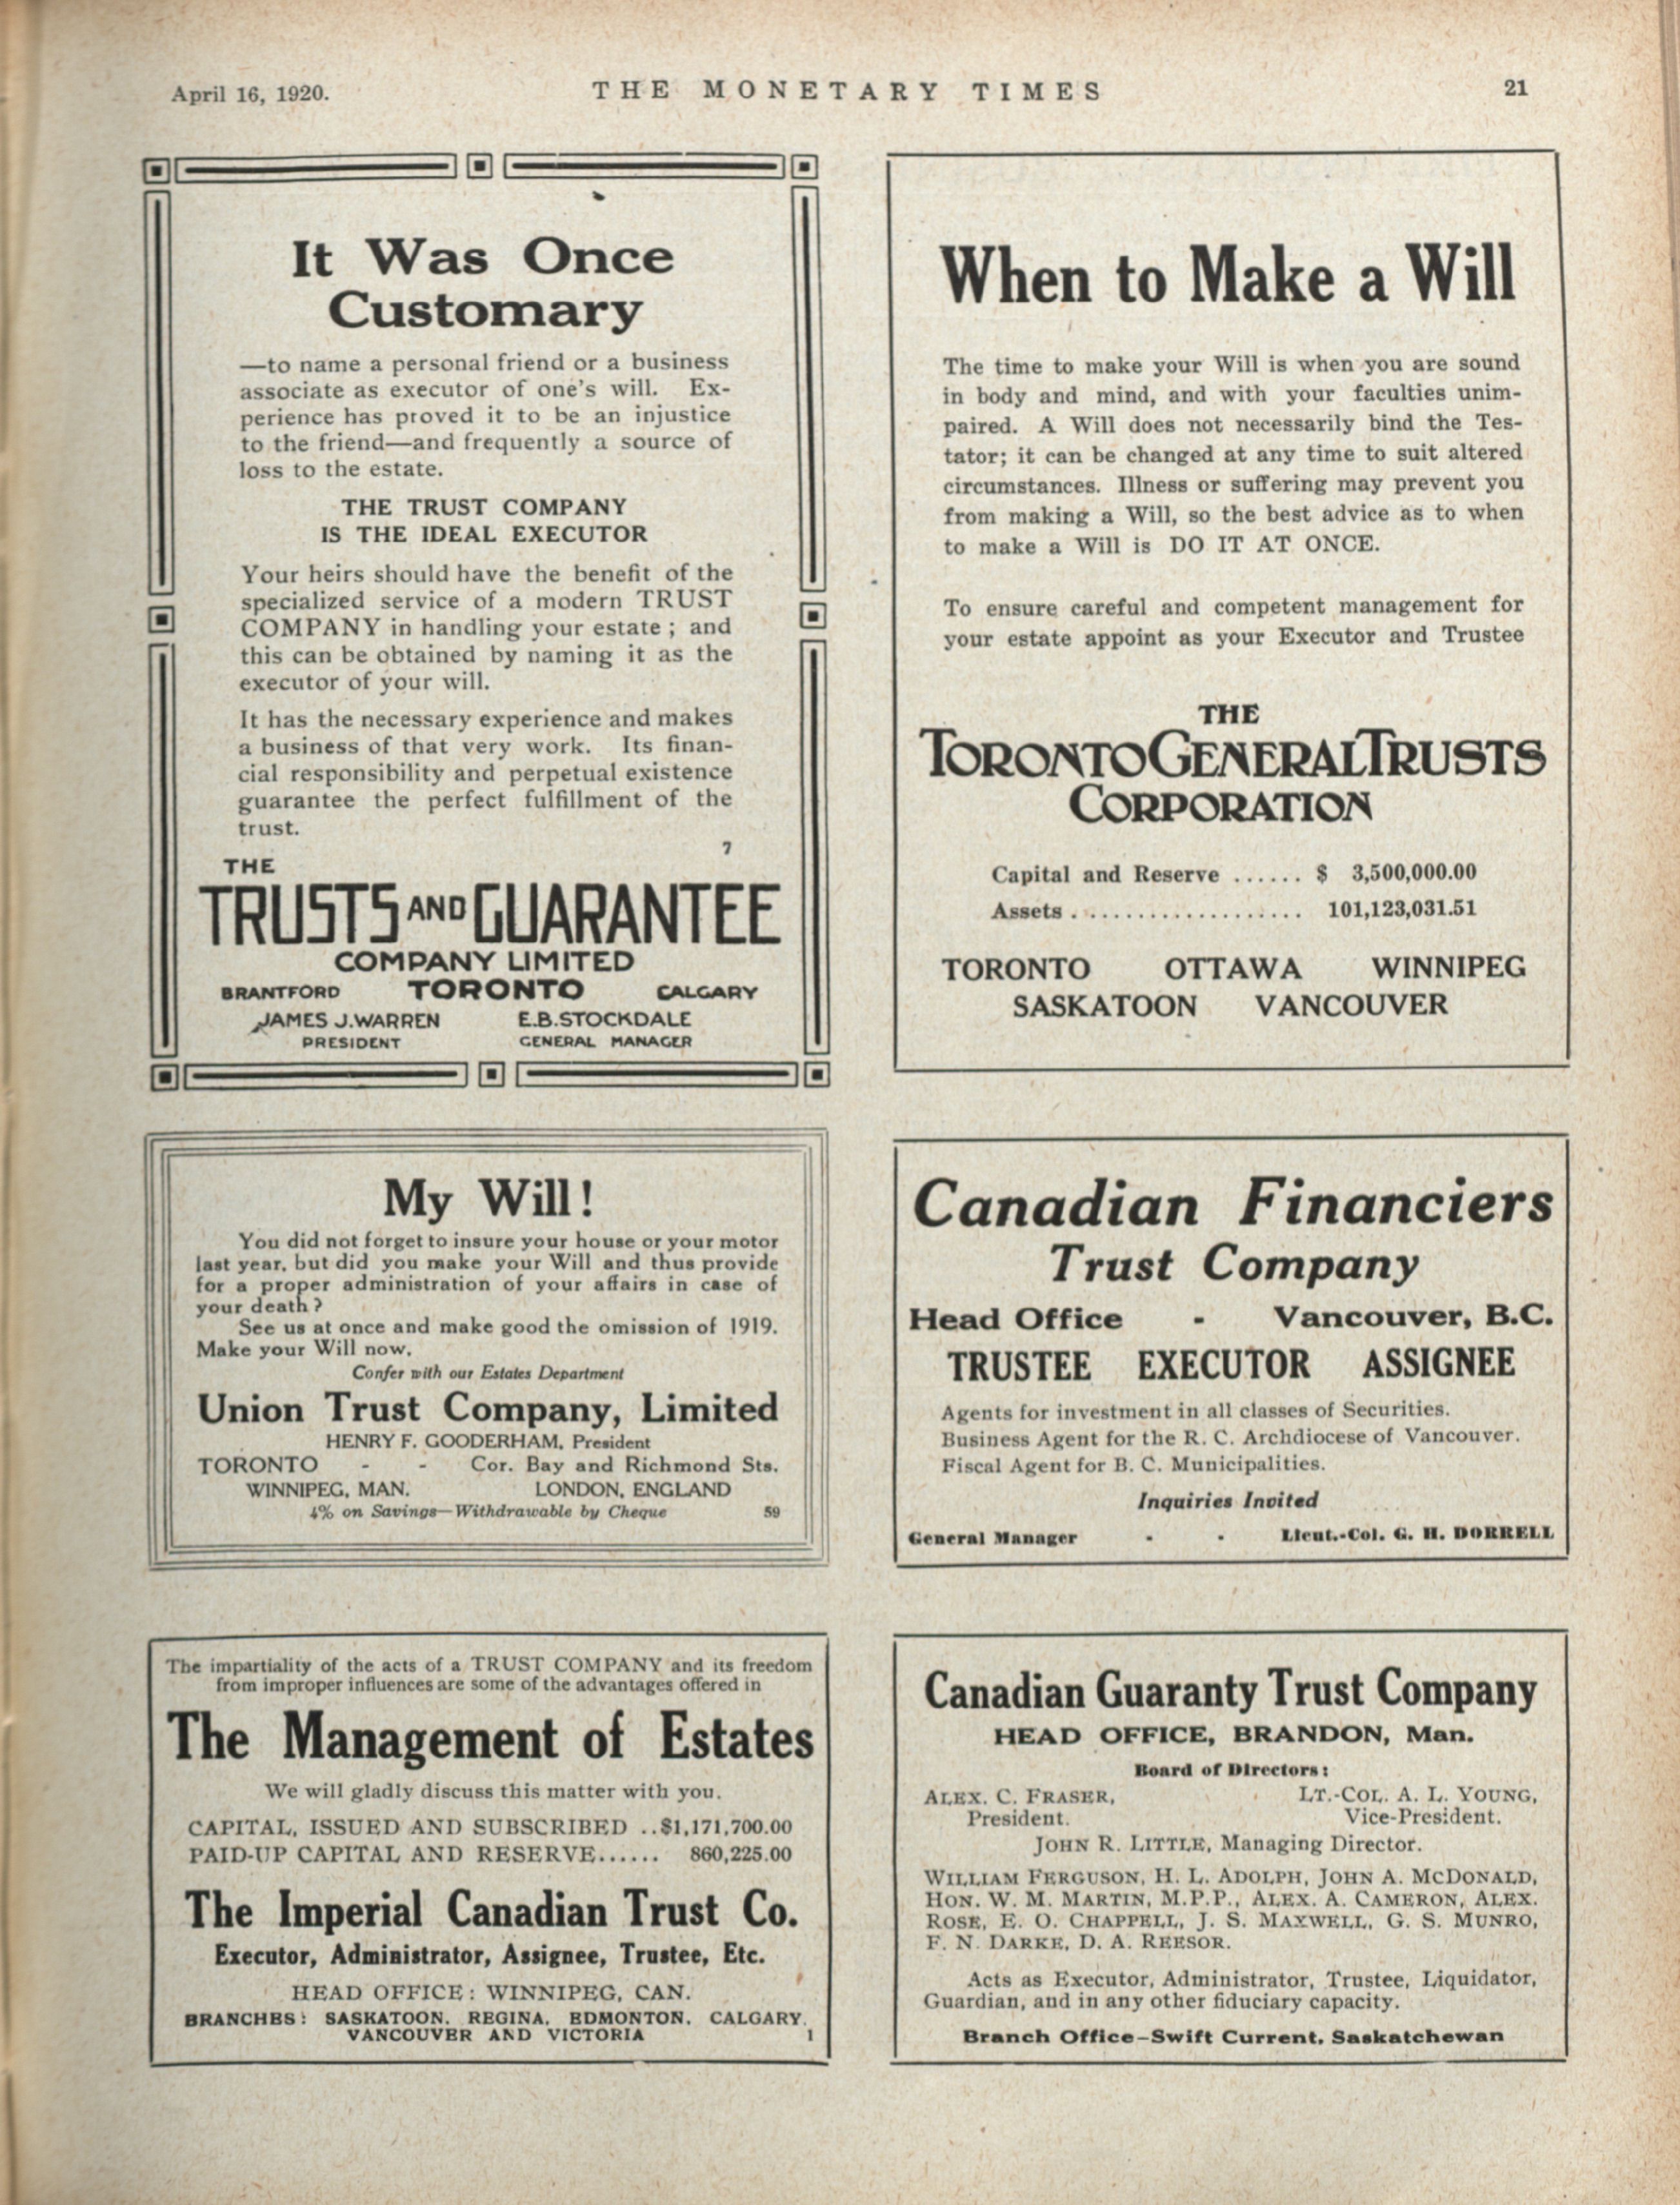 April 16, 1920.
THE MONETARY TIMES
21
It Was Once
Customary
—to name a personal friend or a business
associate as executor of one's will. Ex-
perience has proved it to be an injustice
to the friend—and frequently a source of
loss to the estate.
THE TRUST COMPANY
IS THE IDEAL EXECUTOR
Your heirs should have the benefit of the
specialized service of a modern TRUST
COMPANY in handling your estate; and
this can be obtained by naming it as the
executor of your will.
It has the necessary experience and makes
a business of that very work. Its finan-
cial responsibility and perpetual existence
guarantee the perfect fulfillment of the
trust.
7
THE
TRUSTS AND GUARANTEE
COMPANY LIMITED
BRANTFORD TORONTO CALGARY
JAMES J. WARREN E.B. STOCKDALE
PRESIDENT GENERAL MANAGER
When to Make a Will
The time to make your Will is when you are sound
in body and mind, and with your faculties unim-
paired. A Will does not necessarily bind the Tes-
tator; it can be changed at any time to suit altered
circumstances. Illness or suffering may prevent you
from making a Will, so the best advice as to when
to make a Will is DO IT AT ONCE.
To ensure careful and competent management for
your estate appoint as your Executor and Trustee
THE
TORONTO GENERAL TRUSTS
CORPORATION
Capital and Reserve ...... $ 3,500,000.00
Assets ................... 101,123,031.51
TORONTO OTTAWA WINNIPEG
SASKATOON VANCOUVER
My Will!
You did not forget to insure your house or your motor
last year, but did you make your Will and thus provide
for a proper administration of your affairs in case of
your death?
See us at once and make good the omission of 1919.
Make your Will now.
Confer with our Estates Department
Union Trust Company, Limited
HENRY F. GOODERHAM, President
TORONTO - - Cor. Bay and Richmond Sts.
WINNIPEG, MAN. LONDON, ENGLAND
4% on Savings—Withdrawable by Cheque 59
Canadian Financiers
Trust Company
Head Office - Vancouver, B.C.
TRUSTEE EXECUTOR ASSIGNEE
Agents for investment in all classes of Securities.
Business Agent for the R. C. Archdiocese of Vancouver.
Fiscal Agent for B. C. Municipalities.
Inquiries Invited
General Manager - - Lieut.-Col. G. H. DORRELL
The impartiality of the acts of a TRUST COMPANY and its freedom
from improper influences are some of the advantages offered in
The Management of Estates
We will gladly discuss this matter with you.
CAPITAL, ISSUED AND SUBSCRIBED ..$1,171,700.00
PAID-UP CAPITAL AND RESERVE...... 860,225.00
The Imperial Canadian Trust Co.
Executor, Administrator, Assignee, Trustee, Etc.
HEAD OFFICE: WINNIPEG, CAN.
BRANCHES: SASKATOON, REGINA, EDMONTON, CALGARY,
VANCOUVER AND VICTORIA 1
Canadian Guaranty Trust Company
HEAD OFFICE, BRANDON, Man.
Board of Directors:
ALEX. C. FRASER, LT.-COL. A. L. YOUNG,
President. Vice-President.
JOHN R. LITTLE, Managing Director.
WILLIAM FERGUSON, H. L. ADOLPH, JOHN A. MCDONALD,
HON. W. M. MARTIN, M.P.P., ALEX. A. CAMERON, ALEX.
ROSE, E. O. CHAPPELL, J. S. MAXWELL, G. S. MUNRO,
F. N. DARKE, D. A. REESOR.
Acts as Executor, Administrator, Trustee, Liquidator,
Guardian, and in any other fiduciary capacity.
Branch Office—Swift Current, Saskatchewan